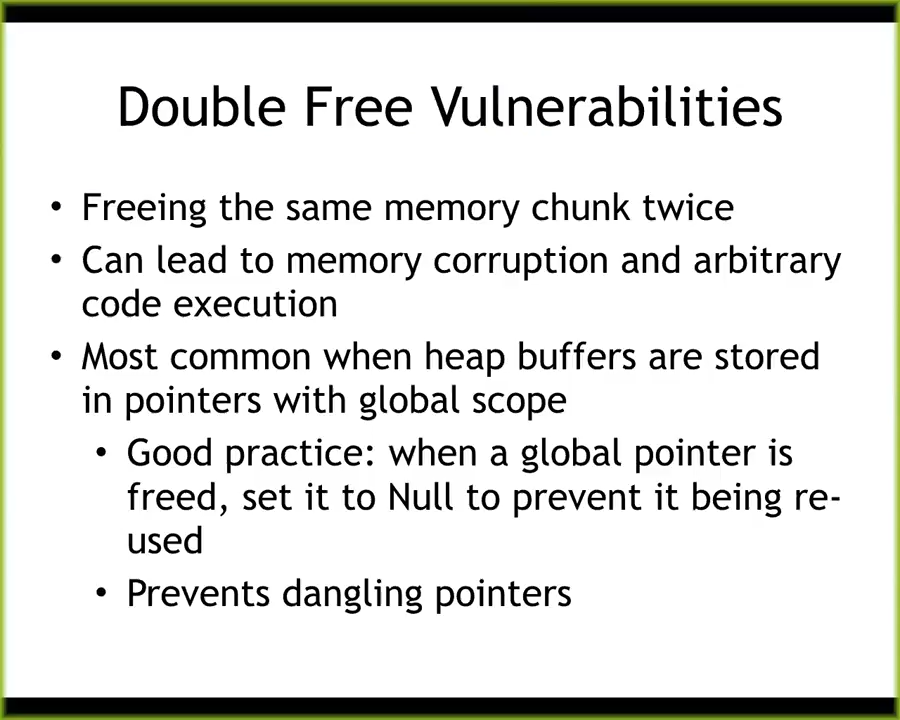 Double Free Vulnerabilities
• Freeing the same memory chunk twice
• Can lead to memory corruption and arbitrary
code execution
• Most common when heap buffers are stored
in pointers with global scope
• Good practice: when a global pointer is
freed, set it to Null to prevent it being re-
used
• Prevents dangling pointers